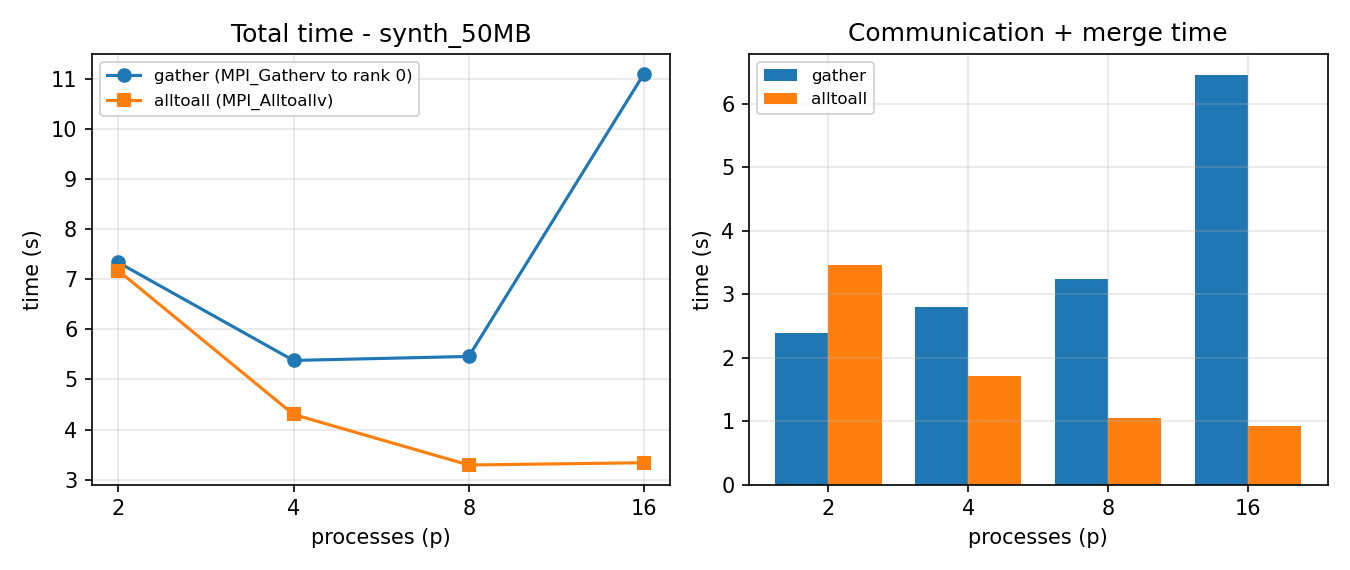 Total time - synth_50MB
gather (MPI_Gatherv to rank 0)
alltoall (MPI_Alltoallv)
11
10
9
8
7
6
5
4
3
time (s)
2 4 8 16
processes (p)
Communication + merge time
gather
alltoall
6
5
4
3
2
1
0
time (s)
2 4 8 16
processes (p)